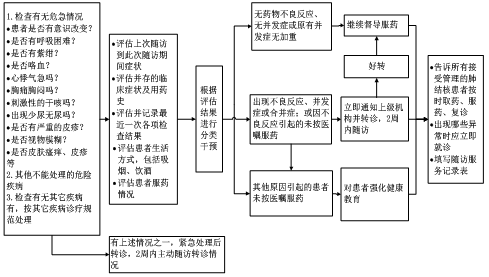 1. 检查有无危急情况
•患者是否有意识改变?
•是否有呼吸困难?
•是否有紫绀?
•是否咯血?
心悸气急吗?
•胸痛胸闷吗?
•刺激性的干咳吗?
•出现少尿无尿吗?
•是否有严重的皮疹?
•是否视物模糊?
•是否皮肤瘙痒、皮疹
等
2. 其他不能处理的危险
疾病
3. 检查有无其它疾病
有, 按其它疾病诊疗规
范处理
•评估上次随访
到此次随访期
间症状
•评估并存的临
床症状及用药
史
•评估并记录最
近一次各项检
查结果
•评估患者生活
方式, 包括吸
烟、饮酒
•评估患者服药
情况
有上述情况之一, 紧急处理后
转诊, 2周内主动随访转诊情
况
根据
评估
结果
进行
分类
干预
无药物不良反应、
无并发症或原有并
发症无加重
出现不良反应、并发
症或合并症; 或因不
良反应引起的未按医
嘱服药
其他原因引起的患者
未按医嘱服药
继续督导服药
好转
立即通知上级机
构并转诊, 2周
内随访
对患者强化健康
教育
•告诉所有接
受管理的肺
结核患者按
时取药、服
药、复诊
•出现哪些异
常时应立即
就诊
•填写随访服
务记录表